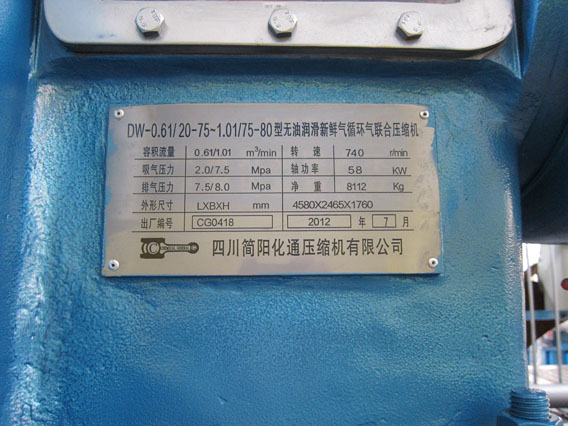 DW-0.61/20-75~1.01/75-80型无油润滑新鲜气循环气联合压缩机
容积流量 0.61/1.01 m³/min 转速 740 r/min
吸气压力 2.0/7.5 Mpa 轴功率 58 KW
排气压力 7.5/8.0 Mpa 净重 8112 Kg
外形尺寸 LXBXH mm 4580X2465X1760
出厂编号 CG0418 2012 年 7 月
四川简阳化通压缩机有限公司